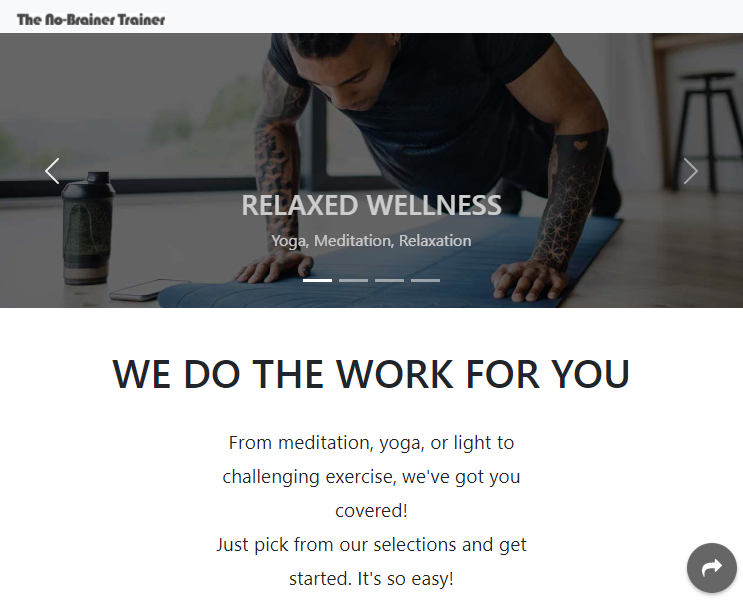 The No-Brainer Trainer
RELAXED WELLNESS
Yoga, Meditation, Relaxation
WE DO THE WORK FOR YOU
From meditation, yoga, or light to
challenging exercise, we've got you
covered!
Just pick from our selections and get
started. It's so easy!